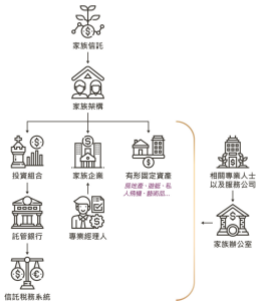 家族信託
家族架構
投資組合
家族企業
有形固定資產
房地產、遊艇、私
人飛機、藝術品...
相關專業人士
以及服務公司
託管銀行
專業經理人
家族辦公室
信託稅務系統